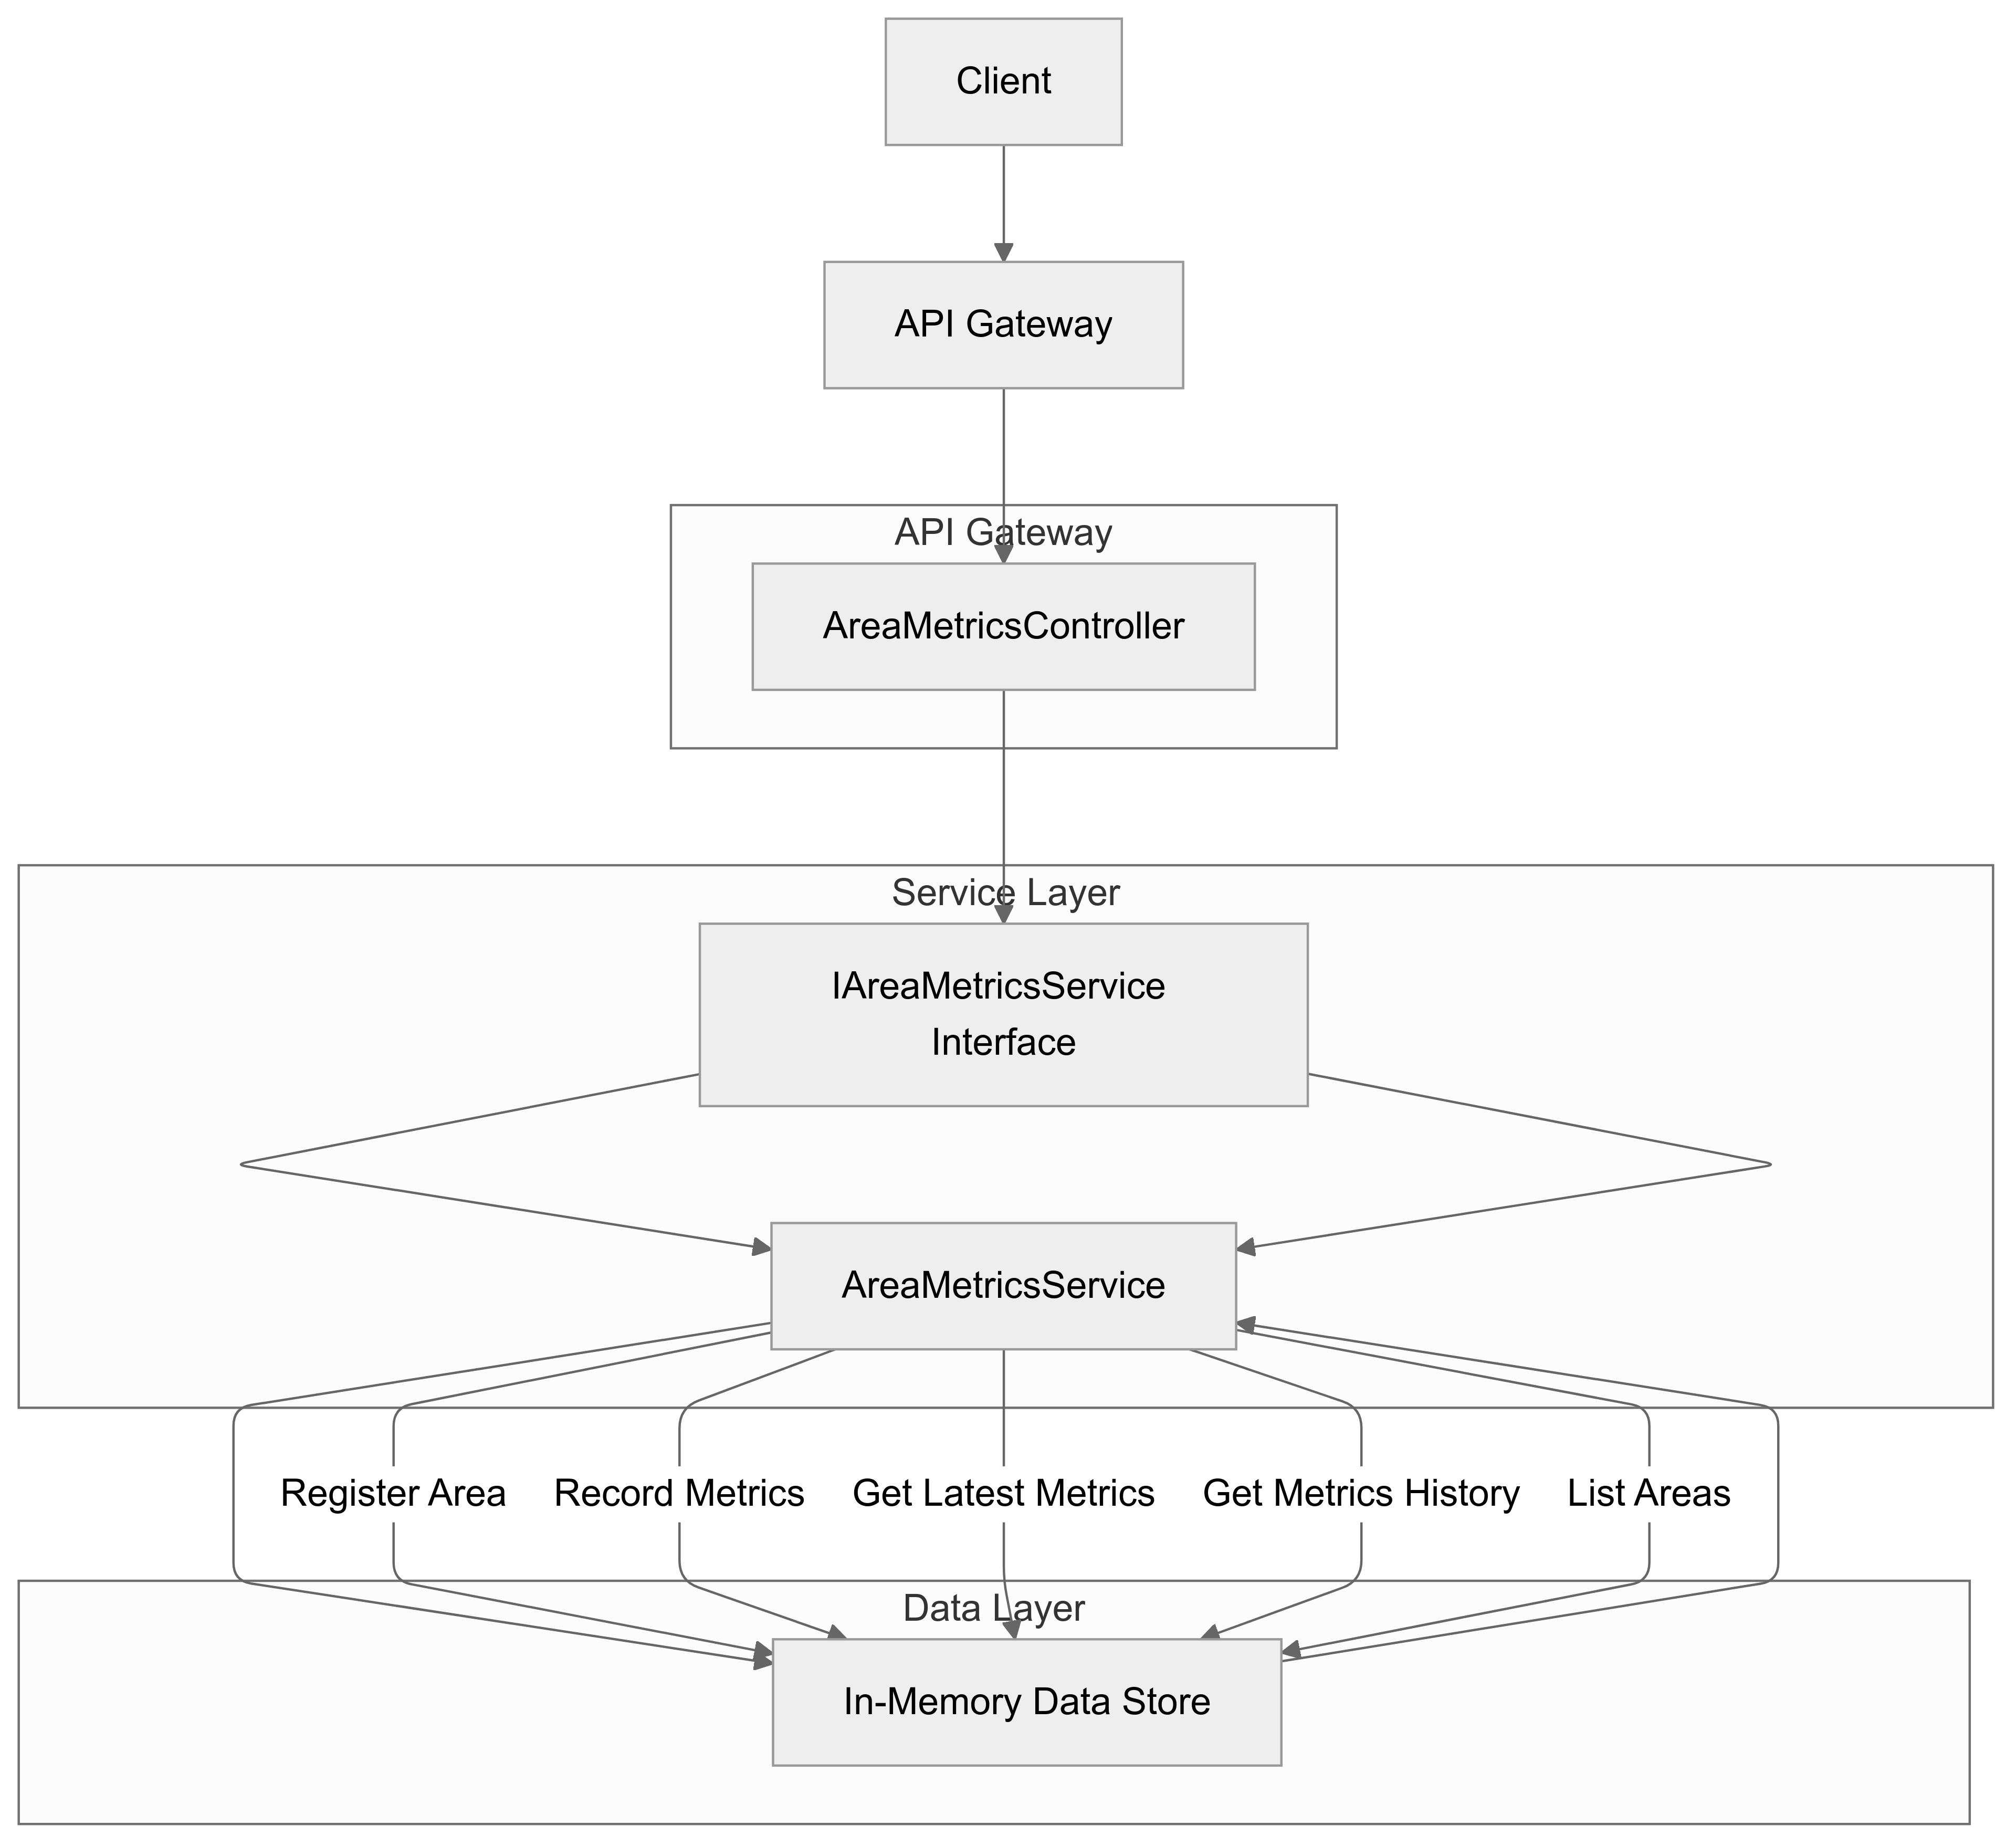 Client
API Gateway
API Gateway
AreaMetricsController
Service Layer
IAreaMetricsService
Interface
AreaMetricsService
Register Area
Record Metrics
Get Latest Metrics
Get Metrics History
List Areas
Data Layer
In-Memory Data Store